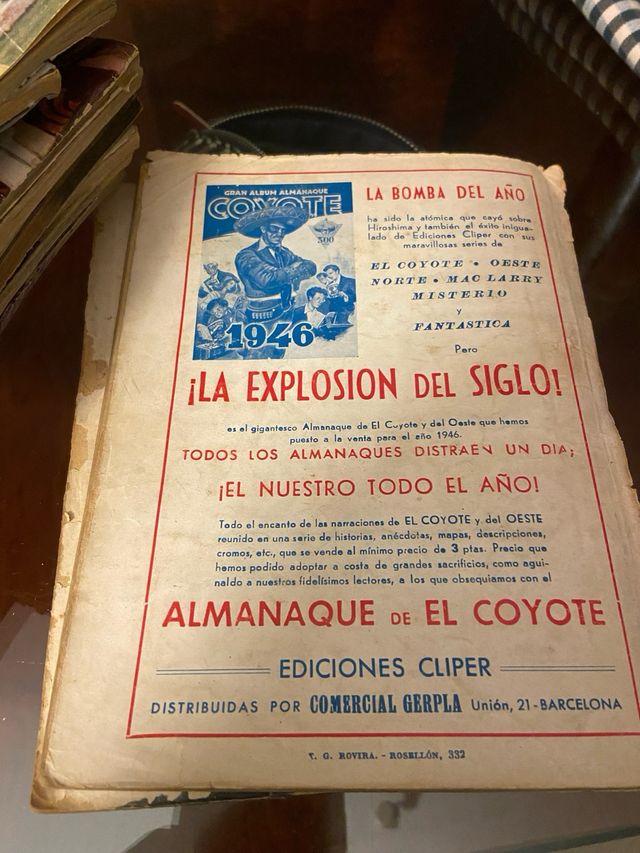 GRAN ALBUM ALMANAQUE
COYOTE
500
1946
LA BOMBA DEL AÑO
ha sido la atómica que cayó sobre
Hiroshima y también el éxito inigua-
lado de Ediciones Cliper con sus
maravillosas series de
EL COYOTE • OESTE
NORTE • MAC LARRY
MISTERIO
y
FANTASTICA
Pero
¡LA EXPLOSION DEL SIGLO!
es el gigantesco Almanaque de El Coyote y del Oeste que hemos
puesto a la venta para el año 1946.
TODOS LOS ALMANAQUES DISTRAEN UN DIA;
¡EL NUESTRO TODO EL AÑO!
Todo el encanto de las narraciones de EL COYOTE y del OESTE
reunido en una serie de historias, anécdotas, mapas, descripciones,
cromos, etc., que se vende al mínimo precio de 3 ptas. Precio que
hemos podido adoptar a costa de grandes sacrificios, como agui-
naldo a nuestros fidelísimos lectores, a los que obsequiamos con el
ALMANAQUE DE EL COYOTE
EDICIONES CLIPER
DISTRIBUIDAS POR COMERCIAL GERPLA Unión, 21 - BARCELONA
T. G. ROVIRA. - ROSELLÓN, 332